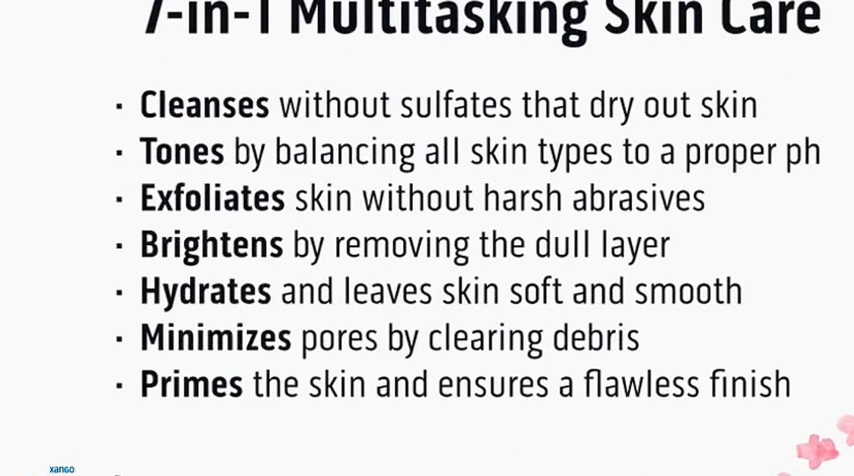 7-in-1 Multitasking Skin Care
· Cleanses without sulfates that dry out skin
· Tones by balancing all skin types to a proper ph
· Exfoliates skin without harsh abrasives
· Brightens by removing the dull layer
· Hydrates and leaves skin soft and smooth
· Minimizes pores by clearing debris
· Primes the skin and ensures a flawless finish
xango